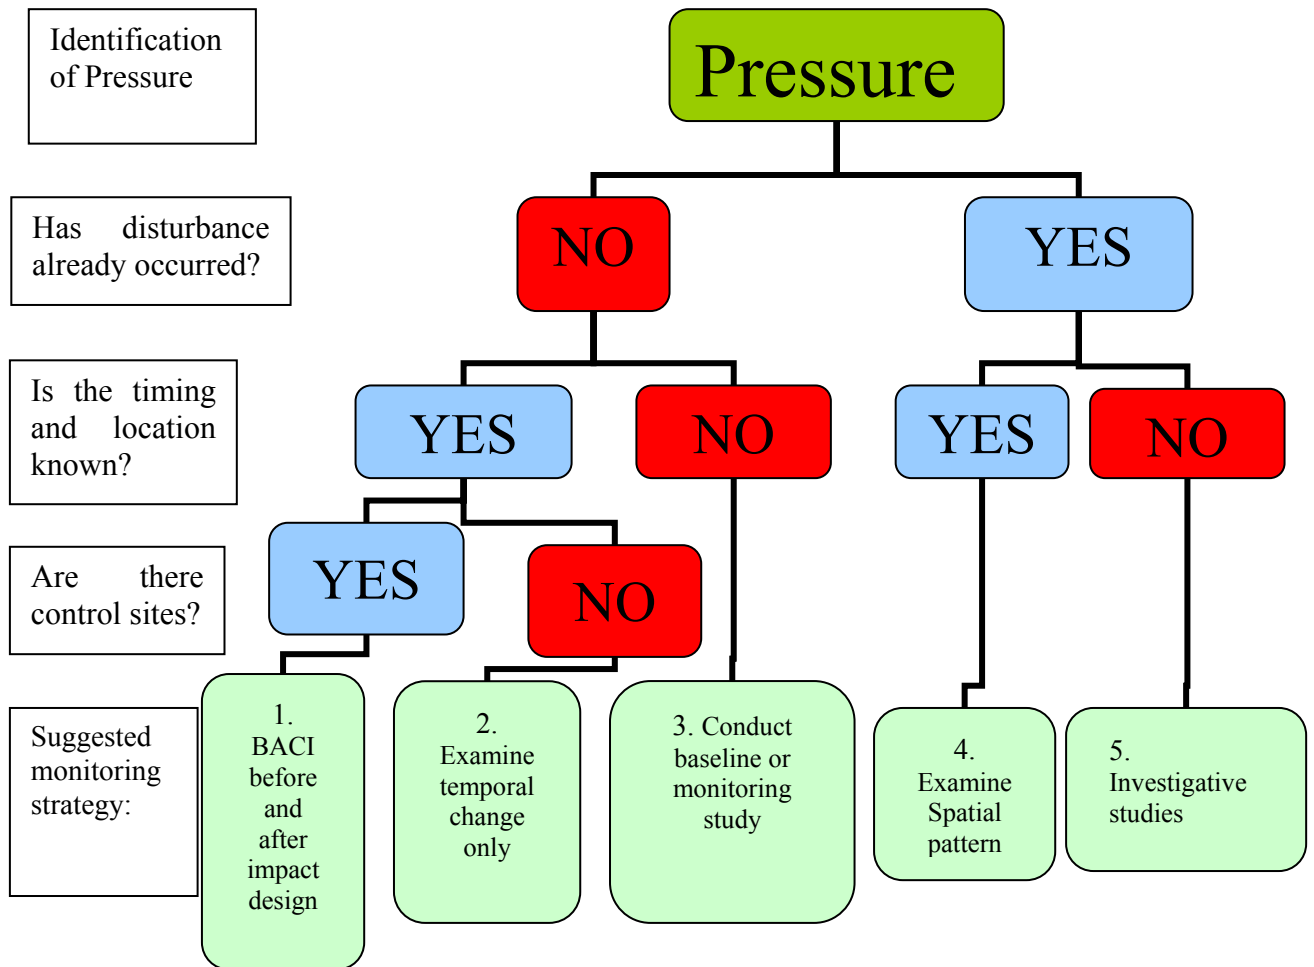 Identification
of Pressure
Pressure
Has disturbance
already occurred?
NO
YES
Is the timing
and location
known?
YES
NO
YES
NO
Are there
control sites?
YES
NO
Suggested
monitoring
strategy:
1.
BACI
before
and
after
impact
design
2.
Examine
temporal
change
only
3. Conduct
baseline or
monitoring
study
4.
Examine
Spatial
pattern
5.
Investigative
studies